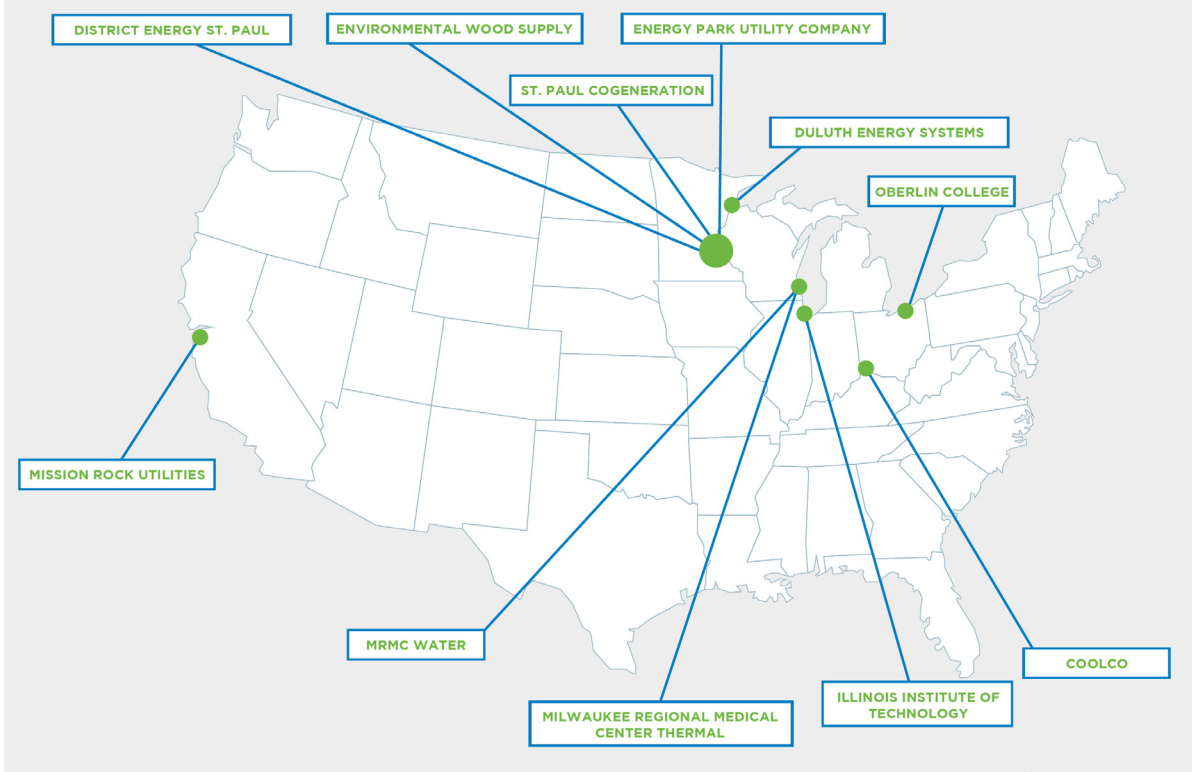 DISTRICT ENERGY ST. PAUL
ENVIRONMENTAL WOOD SUPPLY
ENERGY PARK UTILITY COMPANY
ST. PAUL COGENERATION
DULUTH ENERGY SYSTEMS
OBERLIN COLLEGE
MISSION ROCK UTILITIES
MRMC WATER
COOLCO
ILLINOIS INSTITUTE OF
TECHNOLOGY
MILWAUKEE REGIONAL MEDICAL
CENTER THERMAL